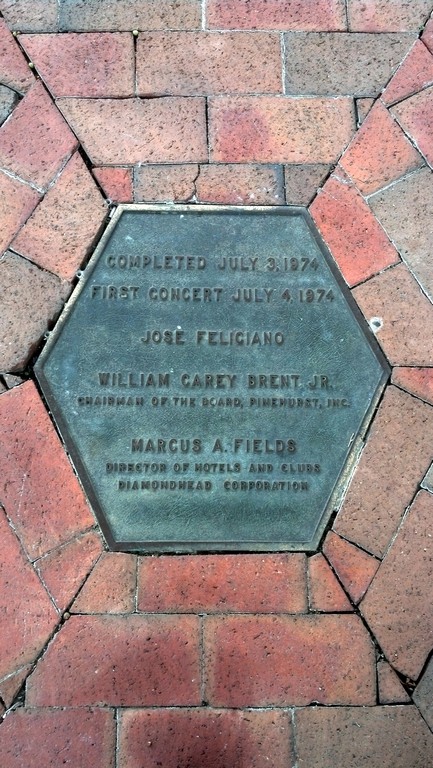 COMPLETED JULY 3, 1974
FIRST CONCERT JULY 4, 1974
JOSE FELICIANO
WILLIAM CAREY BRENT JR.
CHAIRMAN OF THE BOARD, PINEHURST, INC.
MARCUS A. FIELDS
DIRECTOR OF HOTELS AND CLUBS
DIAMONDHEAD CORPORATION